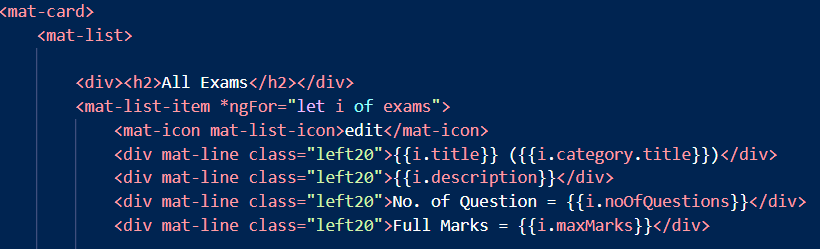 <mat-card>
<mat-list>
<div><h2>All Exams</h2></div>
<mat-list-item *ngFor="let i of exams">
<mat-icon mat-list-icon>edit</mat-icon>
<div mat-line class="left20">{{i.title}} ({{i.category.title}})</div>
<div mat-line class="left20">{{i.description}}</div>
<div mat-line class="left20">No. of Question = {{i.noOfQuestions}}</div>
<div mat-line class="left20">Full Marks = {{i.maxMarks}}</div>